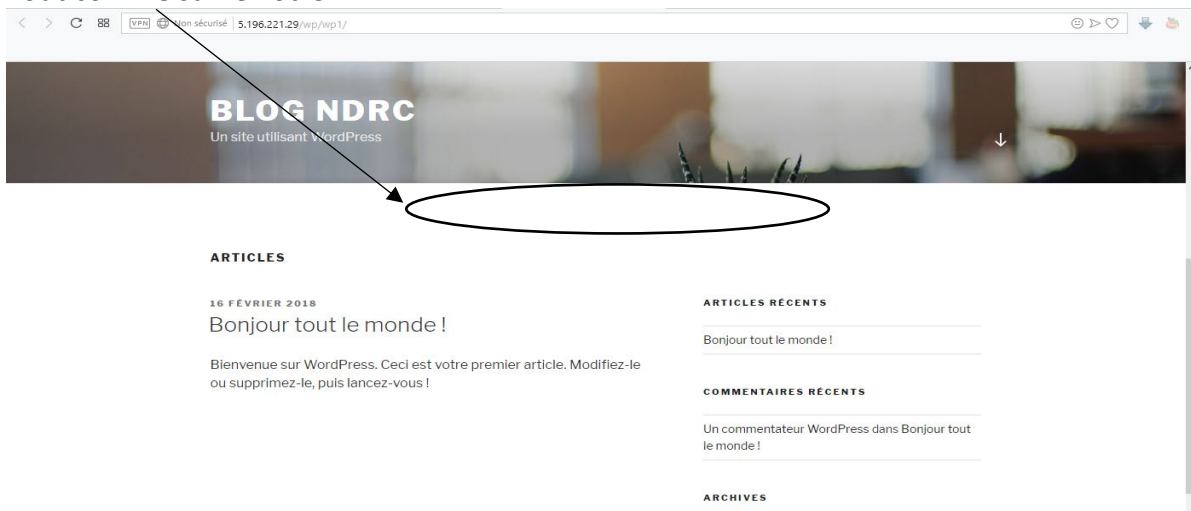 VPN Non sécurisé 5.196.221.29/wp/wp1/
BLOG NDRC
Un site utilisant WordPress
ARTICLES
16 FÉVRIER 2018
Bonjour tout le monde !
Bienvenue sur WordPress. Ceci est votre premier article. Modifiez-le
ou supprimez-le, puis lancez-vous !
ARTICLES RÉCENTS
Bonjour tout le monde !
COMMENTAIRES RÉCENTS
Un commentateur WordPress dans Bonjour tout
le monde !
ARCHIVES